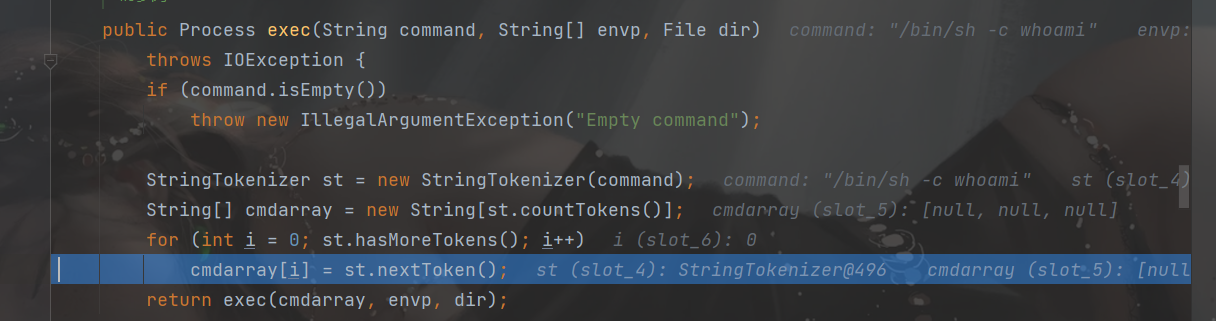 public Process exec(String command, String[] envp, File dir)   command: "/bin/sh -c whoami"   envp:
throws IOException {
if (command.isEmpty())
throw new IllegalArgumentException("Empty command");
StringTokenizer st = new StringTokenizer(command);   command: "/bin/sh -c whoami"   st (slot_4)
String[] cmdarray = new String[st.countTokens()];   cmdarray (slot_5): [null, null, null]
for (int i = 0; st.hasMoreTokens(); i++)   i (slot_6): 0
cmdarray[i] = st.nextToken();   st (slot_4): StringTokenizer@496   cmdarray (slot_5): [null
return exec(cmdarray, envp, dir);